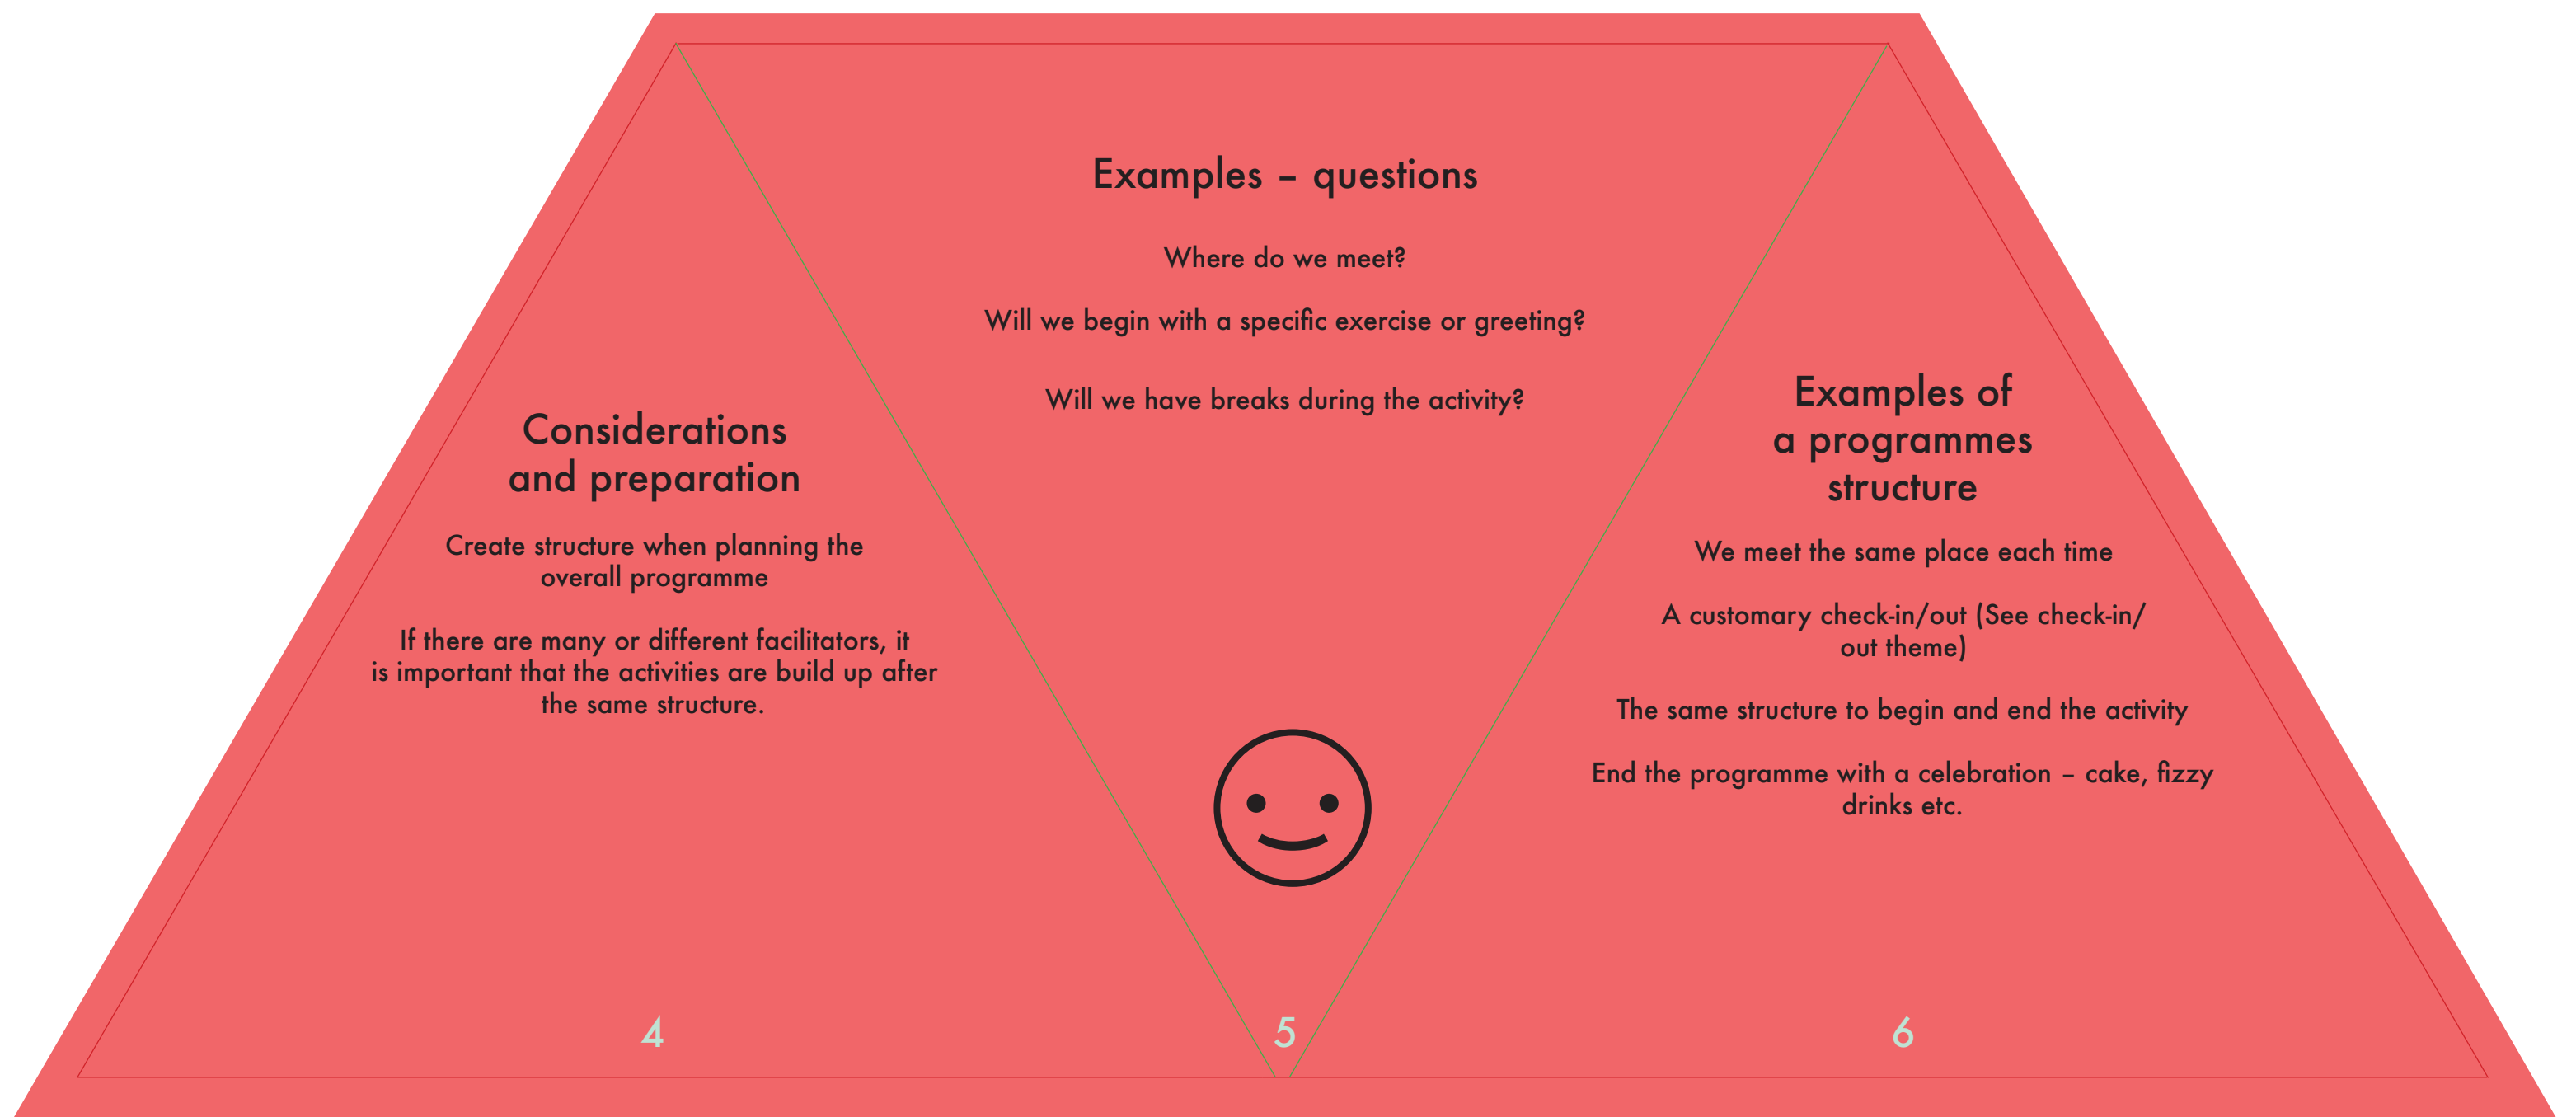 Considerations
and preparation
Create structure when planning the
overall programme
If there are many or different facilitators, it
is important that the activities are build up after
the same structure.
4
Examples – questions
Where do we meet?
Will we begin with a specific exercise or greeting?
Will we have breaks during the activity?
5
Examples of
a programmes
structure
We meet the same place each time
A customary check-in/out (See check-in/
out theme)
The same structure to begin and end the activity
End the programme with a celebration – cake, fizzy
drinks etc.
6